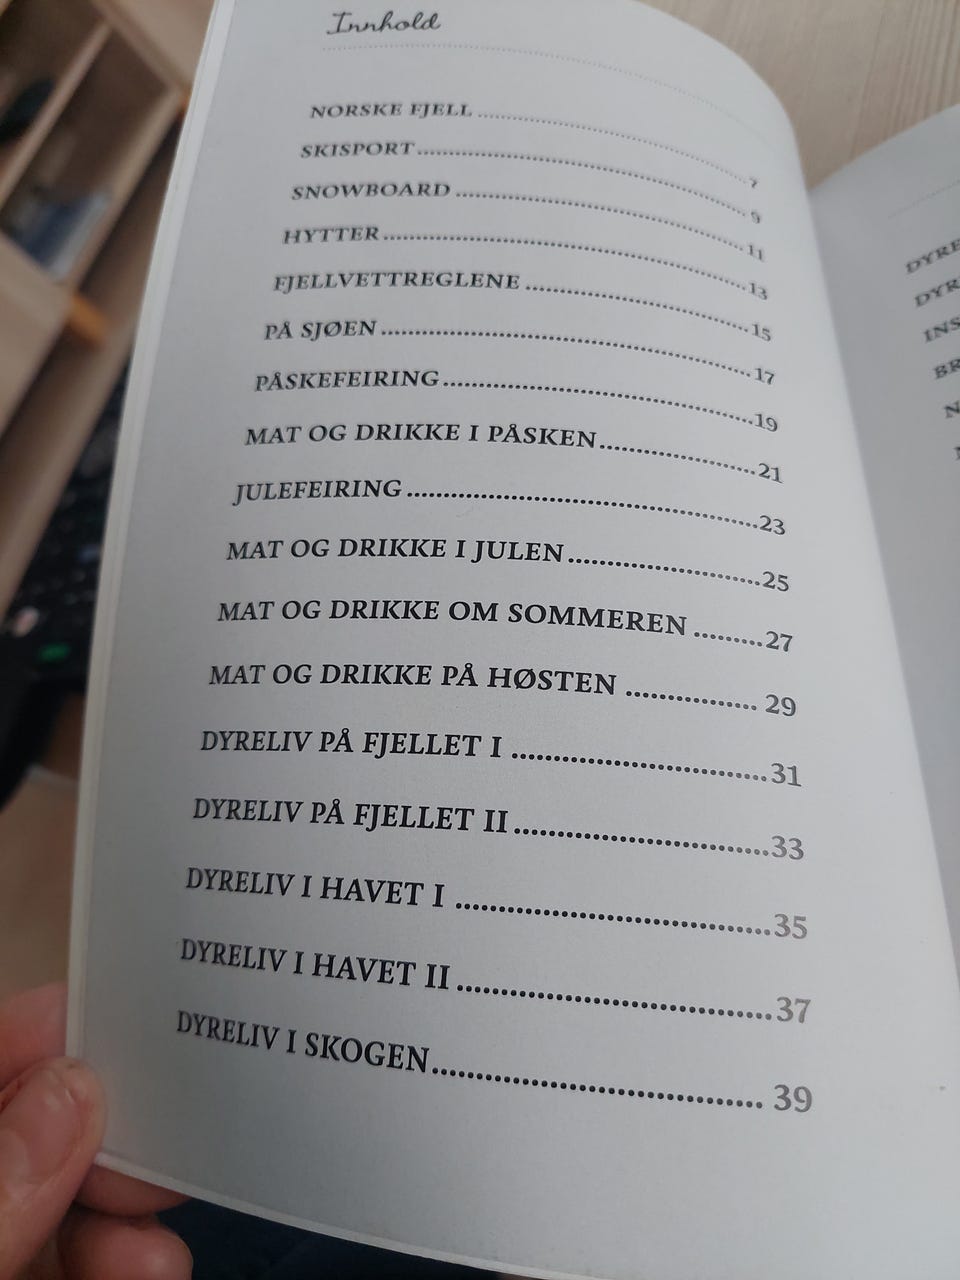 Innhold
NORSKE FJELL ........................ 7
SKISPORT ........................ 9
SNOWBOARD ........................ 11
HYTTER ........................ 13
FJELLVETTREGLENE ........................ 15
PÅ SJØEN ........................ 17
PÅSKEFEIRING ........................ 19
MAT OG DRIKKE I PÅSKEN ........................ 21
JULEFEIRING ........................ 23
MAT OG DRIKKE I JULEN ........................ 25
MAT OG DRIKKE OM SOMMEREN ......... 27
MAT OG DRIKKE PÅ HØSTEN ................ 29
DYRELIV PÅ FJELLET I ........................ 31
DYRELIV PÅ FJELLET II ........................ 33
DYRELIV I HAVET I ........................ 35
DYRELIV I HAVET II ........................ 37
DYRELIV I SKOGEN ........................ 39